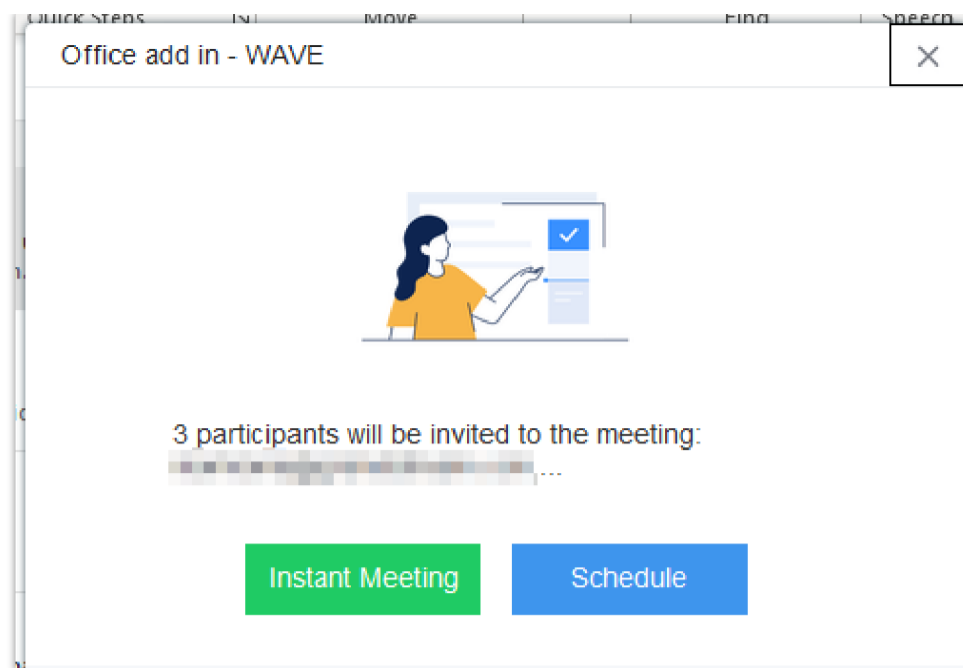 Quick Steps Move Find Speech
Office add in - WAVE
3 participants will be invited to the meeting:
...
Instant Meeting Schedule